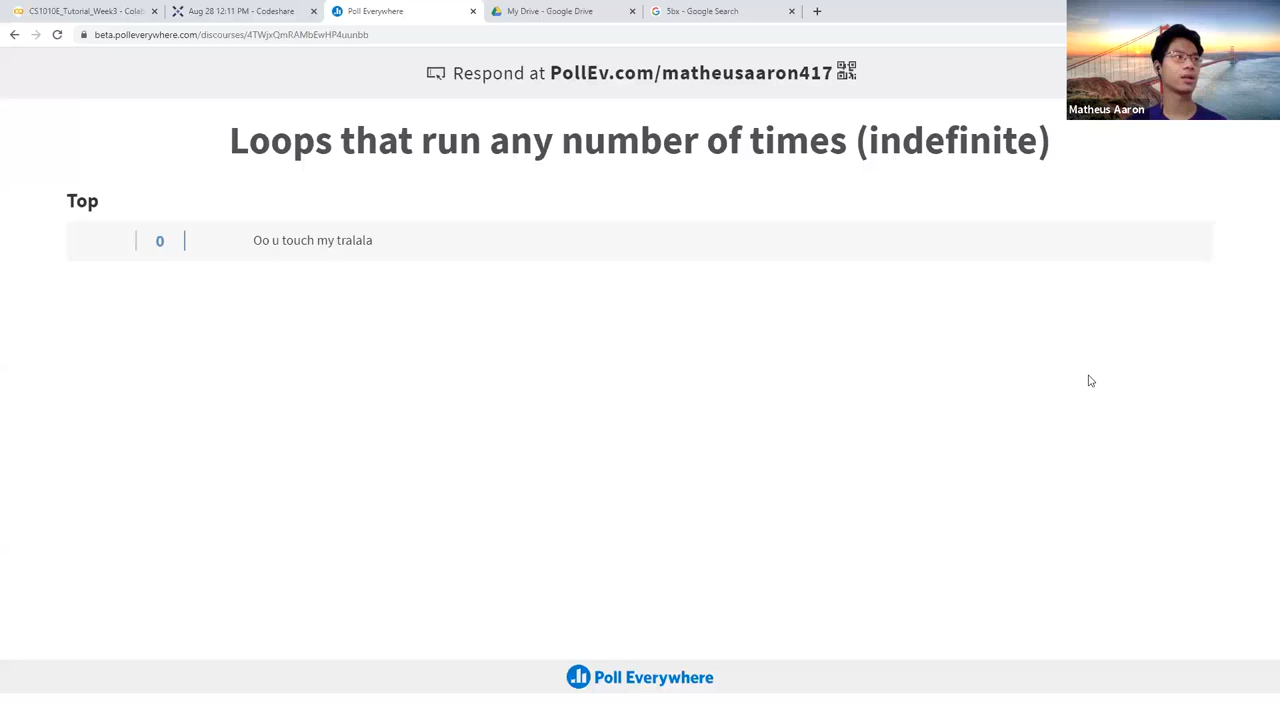 CS1010E_Tutorial_Week3 - Colab
Aug 28 12:11 PM - Codeshare
Poll Everywhere
My Drive - Google Drive
5bx - Google Search
beta.polleverywhere.com/discourses/4TWjxQmRAMbEwHP4uunbb
Respond at PollEv.com/matheusaaron417
Matheus Aaron
Loops that run any number of times (indefinite)
Top
0 Oo u touch my tralala
Poll Everywhere